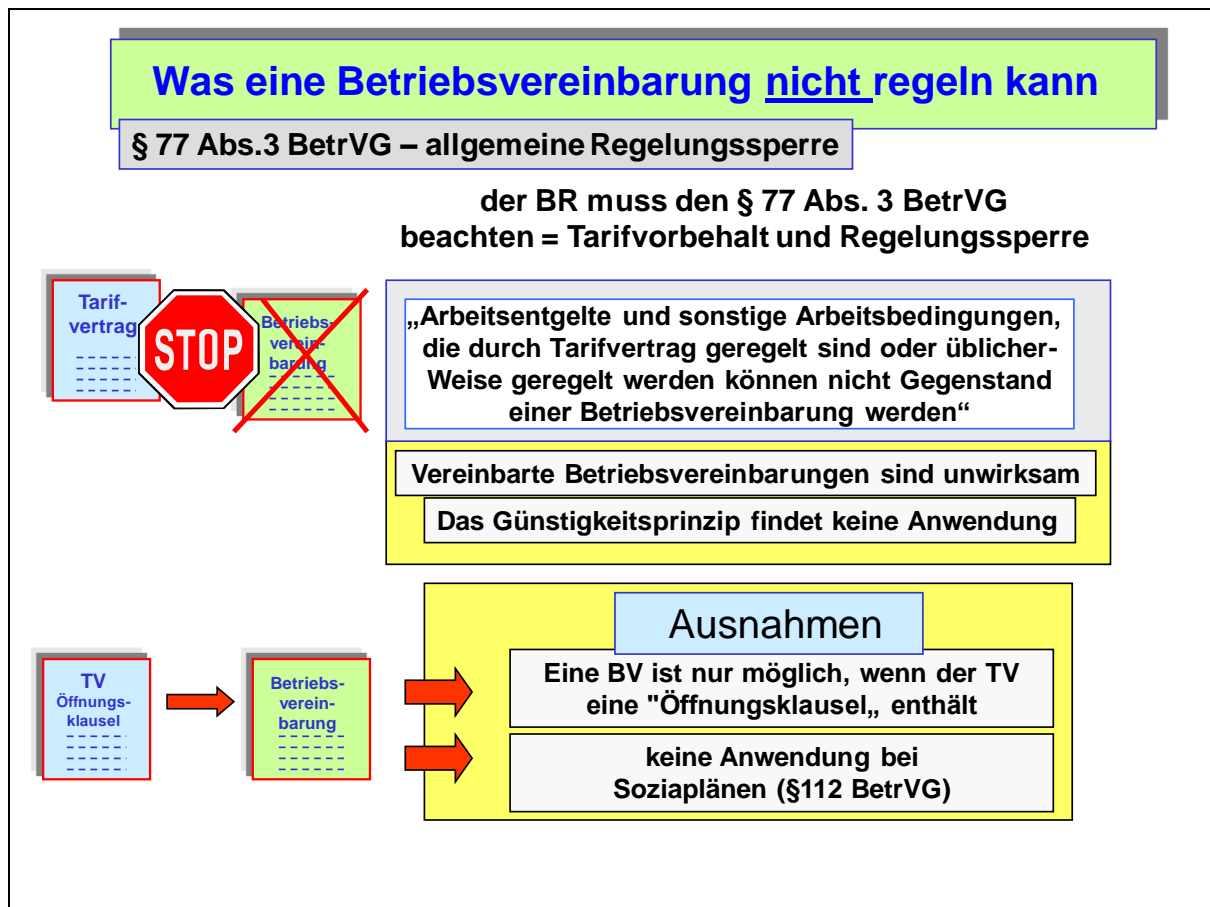 Was eine Betriebsvereinbarung nicht regeln kann
§ 77 Abs.3 BetrVG – allgemeine Regelungssperre
der BR muss den § 77 Abs. 3 BetrVG
beachten = Tarifvorbehalt und Regelungssperre
Tarif-
vertrag
STOP
Betriebs-
verein-
barung
„Arbeitsentgelte und sonstige Arbeitsbedingungen,
die durch Tarifvertrag geregelt sind oder üblicher-
Weise geregelt werden können nicht Gegenstand
einer Betriebsvereinbarung werden“
Vereinbarte Betriebsvereinbarungen sind unwirksam
Das Günstigkeitsprinzip findet keine Anwendung
Ausnahmen
TV
Öffnungs-
klausel
Betriebs-
verein-
barung
Eine BV ist nur möglich, wenn der TV
eine "Öffnungsklausel„ enthält
keine Anwendung bei
Soziaplänen (§112 BetrVG)